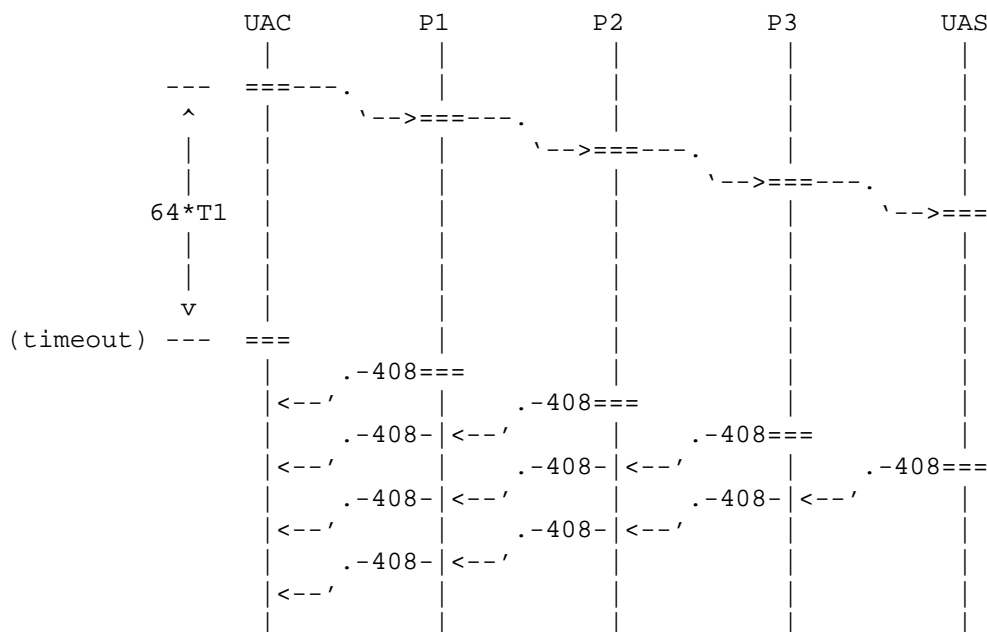 UAC         P1          P2          P3         UAS
                    |           |           |           |           |
             ---   ===---.      |           |           |           |
              ^     |     `-->===---.       |           |           |
              |     |           |    `-->===---.        |           |
              |     |           |           |   `-->===---.         |
            64*T1   |           |           |           |  `-->===
              |     |           |           |           |           |
              |     |           |           |           |           |
              v     |           |           |           |           |
  (timeout)  ---   ===          |           |           |           |
                    |     .-408===          |           |           |
                    |<--'       |     .-408===          |           |
                    |     .-408-|<--'       |     .-408===          |
                    |<--'       |     .-408-|<--'       |     .-408===
                    |     .-408-|<--'       |     .-408-|<--'       |
                    |<--'       |     .-408-|<--'       |           |
                    |     .-408-|<--'       |           |           |
                    |<--'       |           |           |           |
                    |           |           |           |           |